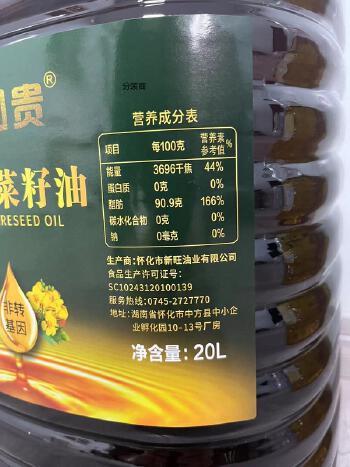 分装商
贵®
菜籽油
RESEED OIL
营养成分表
项目 每100克 营养素参考值%
能量 3696千焦 44%
蛋白质 0克 0%
脂肪 90.9克 166%
碳水化合物 0克 0%
钠 0毫克 0%
生产商：怀化市新旺油业有限公司
食品生产许可证号：
SC10243120100139
服务热线：0745-2727770
地址：湖南省怀化市中方县中小企
业孵化园10-13号厂房
非转
基因
净含量：20L